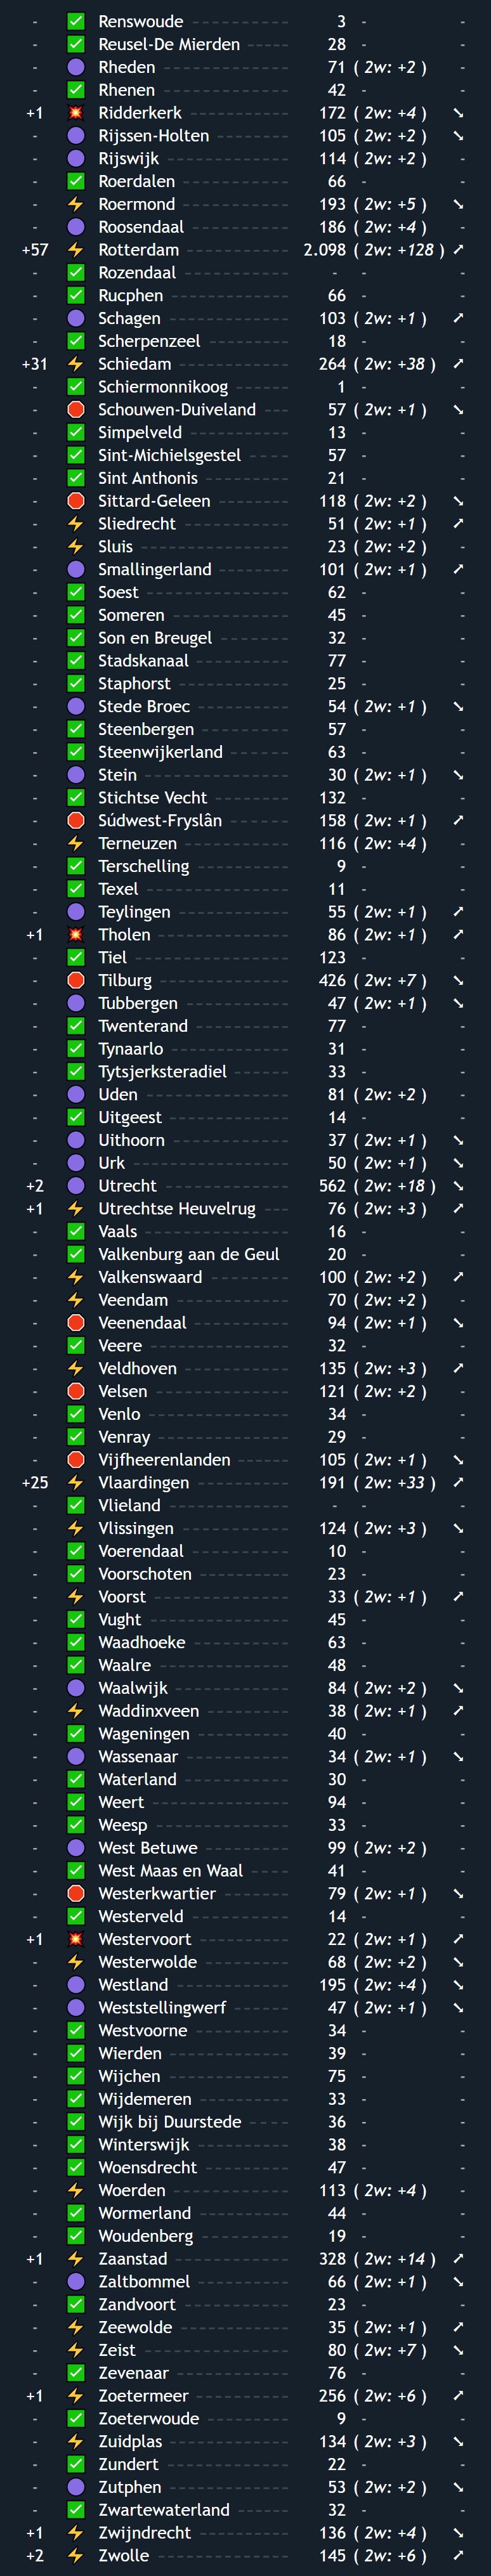 - ✅ Renswoude ------------- 3 - -
- ✅ Reusel-De Mierden ------- 28 - -
- 🟣 Rheden ---------------- 71 ( 2w: +2 ) -
- ✅ Rhenen ---------------- 42 - -
+1 💥 Ridderkerk ------------- 172 ( 2w: +4 ) ➘
- 🟣 Rijssen-Holten ---------- 105 ( 2w: +2 ) ➘
- 🟣 Rijswijk ---------------- 114 ( 2w: +2 ) -
- ✅ Roerdalen -------------- 66 - -
- ⚡ Roermond -------------- 193 ( 2w: +5 ) ➘
- 🟣 Roosendaal ------------ 186 ( 2w: +4 ) -
+57 ⚡ Rotterdam ------------- 2.098 ( 2w: +128 ) ➚
- ✅ Rozendaal ------------- - - -
- ✅ Rucphen --------------- 66 - -
- 🟣 Schagen --------------- 103 ( 2w: +1 ) ➚
- ✅ Scherpenzeel ----------- 18 - -
+31 ⚡ Schiedam -------------- 264 ( 2w: +38 ) ➚
- ✅ Schiermonnikoog -------- 1 - -
- 🛑 Schouwen-Duiveland ----- 57 ( 2w: +1 ) ➘
- ✅ Simpelveld ------------- 13 - -
- ✅ Sint-Michielsgestel ------ 57 - -
- ✅ Sint Anthonis ----------- 21 - -
- 🛑 Sittard-Geleen ---------- 118 ( 2w: +2 ) ➘
- ⚡ Sliedrecht -------------- 51 ( 2w: +1 ) ➚
- ⚡ Sluis ------------------- 23 ( 2w: +2 ) -
- 🟣 Smallingerland ---------- 101 ( 2w: +1 ) ➚
- ✅ Soest ------------------ 62 - -
- ✅ Someren --------------- 45 - -
- ✅ Son en Breugel ---------- 32 - -
- ✅ Stadskanaal ------------ 77 - -
- ✅ Staphorst -------------- 25 - -
- 🟣 Stede Broec ------------ 54 ( 2w: +1 ) ➘
- ✅ Steenbergen ------------ 57 - -
- ✅ Steenwijkerland --------- 63 - -
- 🟣 Stein ------------------ 30 ( 2w: +1 ) ➘
- ✅ Stichtse Vecht ---------- 132 - -
- 🛑 Súdwest-Fryslân --------- 158 ( 2w: +1 ) ➚
- ⚡ Terneuzen -------------- 116 ( 2w: +4 ) -
- ✅ Terschelling ------------ 9 - -
- ✅ Texel ------------------ 11 - -
- 🟣 Teylingen -------------- 55 ( 2w: +1 ) ➚
+1 💥 Tholen ---------------- 86 ( 2w: +1 ) ➚
- ✅ Tiel ------------------- 123 - -
- 🛑 Tilburg ---------------- 426 ( 2w: +7 ) ➘
- 🟣 Tubbergen ------------- 47 ( 2w: +1 ) ➘
- ✅ Twenterand ------------ 77 - -
- ✅ Tynaarlo --------------- 31 - -
- ✅ Tytsjerksteradiel -------- 33 - -
- 🟣 Uden ------------------ 81 ( 2w: +2 ) -
- ✅ Uitgeest --------------- 14 - -
- 🟣 Uithoorn --------------- 37 ( 2w: +1 ) ➘
- 🟣 Urk ------------------- 50 ( 2w: +1 ) ➘
+2 🟣 Utrecht ---------------- 562 ( 2w: +18 ) ➘
+1 ⚡ Utrechtse Heuvelrug ----- 76 ( 2w: +3 ) ➚
- ✅ Vaals ------------------ 16 - -
- ✅ Valkenburg aan de Geul 20 - -
- ⚡ Valkenswaard ----------- 100 ( 2w: +2 ) ➚
- ⚡ Veendam --------------- 70 ( 2w: +2 ) -
- 🛑 Veenendaal ------------- 94 ( 2w: +1 ) ➘
- ✅ Veere ------------------ 32 - -
- ⚡ Veldhoven -------------- 135 ( 2w: +3 ) ➚
- 🛑 Velsen ----------------- 121 ( 2w: +2 ) -
- ✅ Venlo ------------------ 34 - -
- ✅ Venray ----------------- 29 - -
- 🛑 Vijfheerenlanden -------- 105 ( 2w: +1 ) ➘
+25 ⚡ Vlaardingen ------------ 191 ( 2w: +33 ) ➚
- ✅ Vlieland --------------- - - -
- ⚡ Vlissingen -------------- 124 ( 2w: +3 ) ➘
- ✅ Voerendaal ------------- 10 - -
- ✅ Voorschoten ------------ 23 - -
- ⚡ Voorst ----------------- 33 ( 2w: +1 ) ➚
- ✅ Vught ----------------- 45 - -
- ✅ Waadhoeke ------------- 63 - -
- ✅ Waalre ---------------- 48 - -
- 🟣 Waalwijk --------------- 84 ( 2w: +2 ) ➘
- ⚡ Waddinxveen ----------- 38 ( 2w: +1 ) ➚
- ✅ Wageningen ------------ 40 - -
- 🟣 Wassenaar ------------- 34 ( 2w: +1 ) ➘
- ✅ Waterland ------------- 30 - -
- ✅ Weert ----------------- 94 - -
- ✅ Weesp ----------------- 33 - -
- 🟣 West Betuwe ----------- 99 ( 2w: +2 ) -
- ✅ West Maas en Waal ------ 41 - -
- 🛑 Westerkwartier ---------- 79 ( 2w: +1 ) ➘
- ✅ Westerveld ------------- 14 - -
+1 💥 Westervoort ------------ 22 ( 2w: +1 ) ➚
- ⚡ Westerwolde ------------ 68 ( 2w: +2 ) ➘
- 🟣 Westland --------------- 195 ( 2w: +4 ) ➘
- 🟣 Weststellingwerf -------- 47 ( 2w: +1 ) ➘
- ✅ Westvoorne ------------ 34 - -
- ✅ Wierden --------------- 39 - -
- ✅ Wijchen --------------- 75 - -
- ✅ Wijdemeren ------------ 33 - -
- ✅ Wijk bij Duurstede ------ 36 - -
- ✅ Winterswijk ------------ 38 - -
- ✅ Woensdrecht ----------- 47 - -
- ⚡ Woerden --------------- 113 ( 2w: +4 ) -
- ✅ Wormerland ------------ 44 - -
- ✅ Woudenberg ------------ 19 - -
+1 ⚡ Zaanstad -------------- 328 ( 2w: +14 ) ➚
- 🟣 Zaltbommel ------------ 66 ( 2w: +1 ) ➘
- ✅ Zandvoort ------------- 23 - -
- ⚡ Zeewolde -------------- 35 ( 2w: +1 ) ➚
- ⚡ Zeist ------------------ 80 ( 2w: +7 ) ➘
- ✅ Zevenaar -------------- 76 - -
+1 ⚡ Zoetermeer ------------ 256 ( 2w: +6 ) ➚
- ✅ Zoeterwoude ----------- 9 - -
- ⚡ Zuidplas --------------- 134 ( 2w: +3 ) ➘
- ✅ Zundert --------------- 22 - -
- 🟣 Zutphen --------------- 53 ( 2w: +2 ) ➘
- ✅ Zwartewaterland -------- 32 - -
+1 ⚡ Zwijndrecht ------------ 136 ( 2w: +4 ) ➘
+2 ⚡ Zwolle ---------------- 145 ( 2w: +6 ) ➚